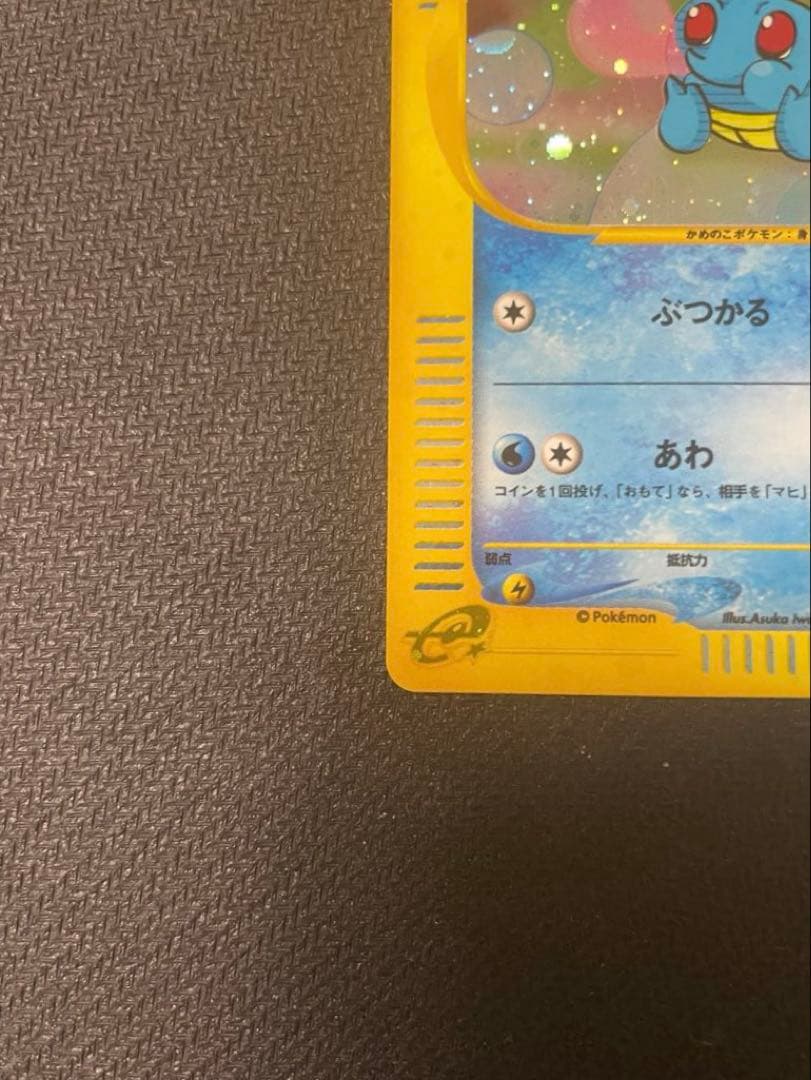 かめのこポケモン：身
ぶつかる
あわ
コインを1回投げ、「おもて」なら、相手を「マヒ」
弱点 抵抗力
© Pokémon Illus.Asuka Iw
e